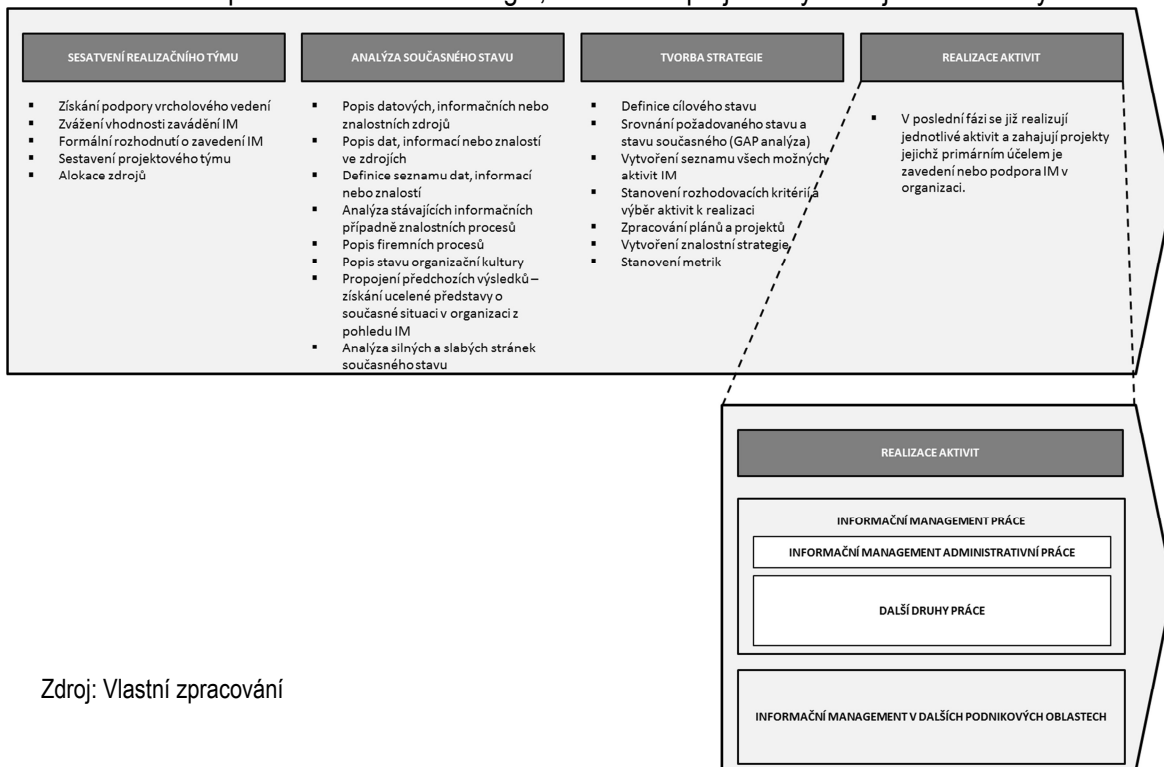 SESATVENÍ REALIZAČNÍHO TÝMU
▪ Získání podpory vrcholového vedení
▪ Zvážení vhodnosti zavádění IM
▪ Formální rozhodnutí o zavedení IM
▪ Sestavení projektového týmu
▪ Alokace zdrojů
ANALÝZA SOUČASNÉHO STAVU
▪ Popis datových, informačních nebo
znalostních zdrojů
▪ Popis dat, informací nebo znalostí
ve zdrojích
▪ Definice seznamu dat, informací
nebo znalostí
▪ Analýza stávajících informačních
případně znalostních procesů
▪ Popis firemních procesů
▪ Popis stavu organizační kultury
▪ Propojení předchozích výsledků –
získání ucelené představy o
současné situaci v organizaci z
pohledu IM
▪ Analýza silných a slabých stránek
současného stavu
TVORBA STRATEGIE
▪ Definice cílového stavu
▪ Srovnání požadovaného stavu a
stavu současného (GAP analýza)
▪ Vytvoření seznamu všech možných
aktivit IM
▪ Stanovení rozhodovacích kritérií a
výběr aktivit k realizaci
▪ Zpracování plánů a projektů
▪ Vytvoření znalostní strategie
▪ Stanovení metrik
REALIZACE AKTIVIT
▪ V poslední fázi se již realizují
jednotlivé aktivit a zahajují projekty
jejichž primárním účelem je
zavedení nebo podpora IM v
organizaci.
REALIZACE AKTIVIT
INFORMAČNÍ MANAGEMENT PRÁCE
INFORMAČNÍ MANAGEMENT ADMINISTRATIVNÍ PRÁCE
DALŠÍ DRUHY PRÁCE
INFORMAČNÍ MANAGEMENT V DALŠÍCH PODNIKOVÝCH OBLASTECH
Zdroj: Vlastní zpracování